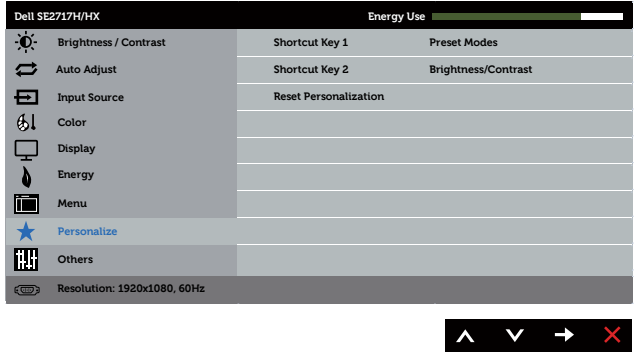 Dell SE2717H/HX Energy Use
Brightness / Contrast Shortcut Key 1 Preset Modes
Auto Adjust Shortcut Key 2 Brightness/Contrast
Input Source Reset Personalization
Color
Display
Energy
Menu
Personalize
Others
Resolution: 1920x1080, 60Hz